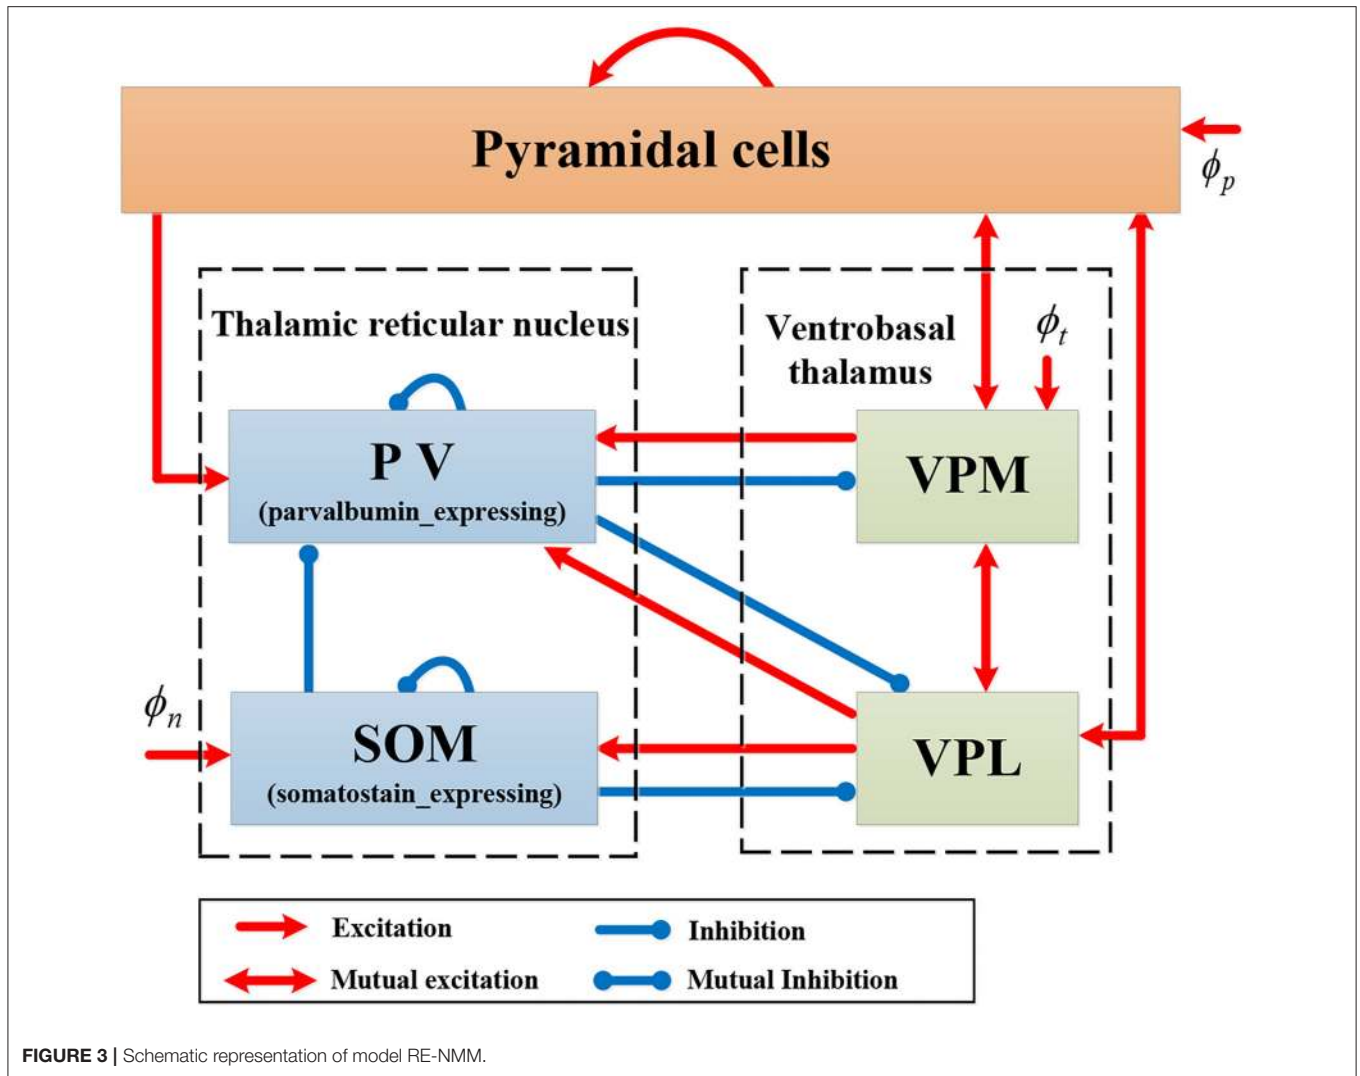 Pyramidal cells
ϕp
Thalamic reticular nucleus
Ventrobasal
thalamus
ϕt
P V
(parvalbumin_expressing)
VPM
ϕn
SOM
(somatostain_expressing)
VPL
Excitation
Inhibition
Mutual excitation
Mutual Inhibition
FIGURE 3 | Schematic representation of model RE-NMM.